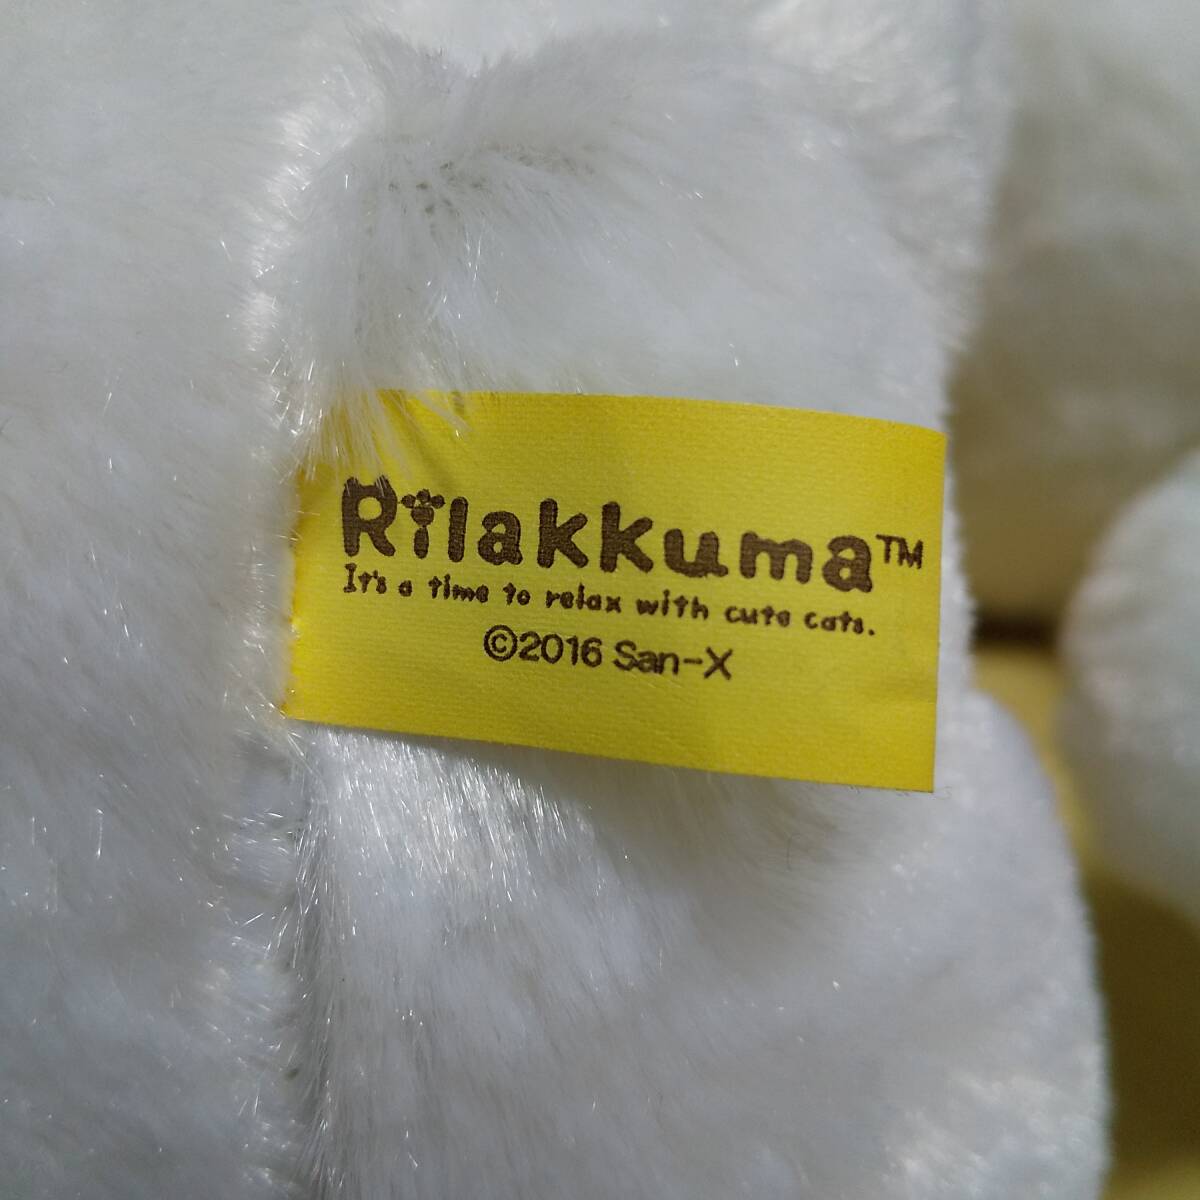 Rilakkuma™
It's a time to relax with cute cats.
©2016 San-X